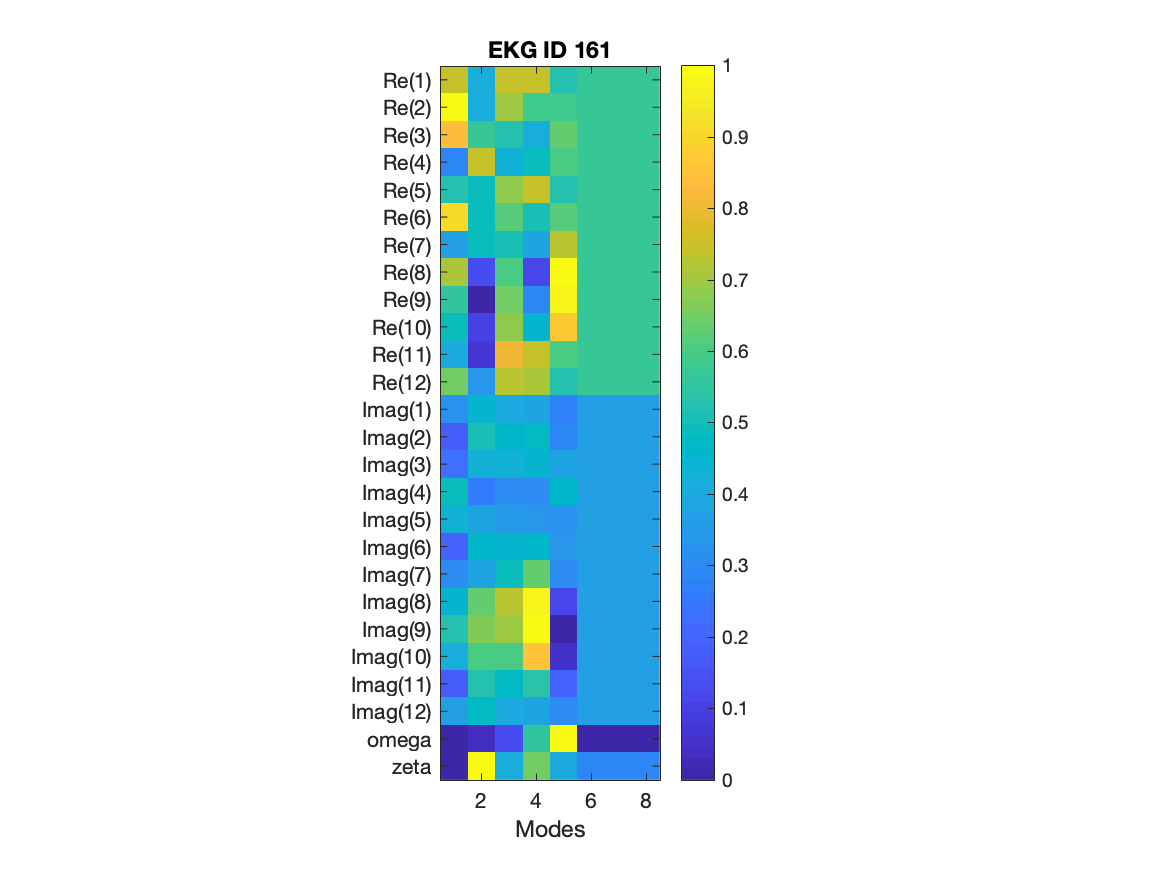 EKG ID 161
Re(1)
Re(2)
Re(3)
Re(4)
Re(5)
Re(6)
Re(7)
Re(8)
Re(9)
Re(10)
Re(11)
Re(12)
Imag(1)
Imag(2)
Imag(3)
Imag(4)
Imag(5)
Imag(6)
Imag(7)
Imag(8)
Imag(9)
Imag(10)
Imag(11)
Imag(12)
omega
zeta
2 4 6 8
Modes
1
0.9
0.8
0.7
0.6
0.5
0.4
0.3
0.2
0.1
0